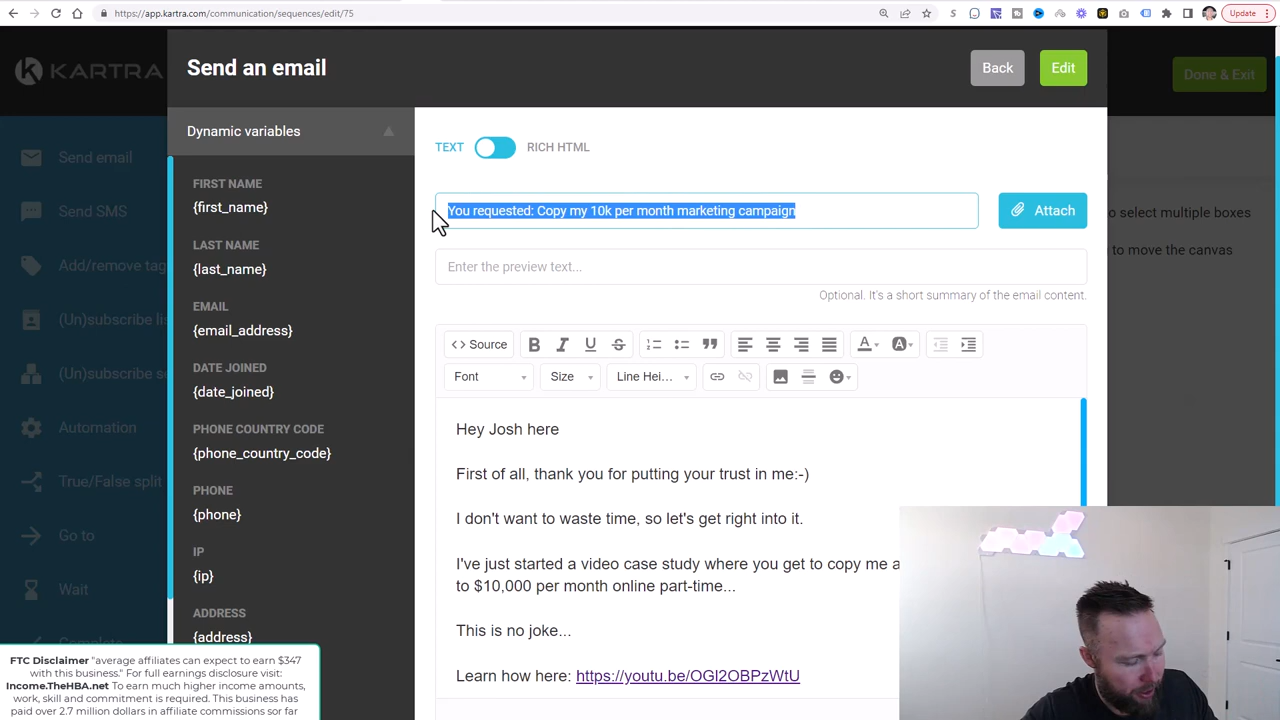 https://app.kartra.com/communication/sequences/edit/75
Update
KARTRA
Done & Exit
Send email
Send SMS
Add/remove tag
(Un)subscribe
(Un)subscribe
Automation
True/False split
Go to
Wait
Complete
to select multiple boxes
to move the canvas
Send an email
Back
Edit
Dynamic variables
FIRST NAME
{first_name}
LAST NAME
{last_name}
EMAIL
{email_address}
DATE JOINED
{date_joined}
PHONE COUNTRY CODE
{phone_country_code}
PHONE
{phone}
IP
{ip}
ADDRESS
{address}
TEXT
RICH HTML
You requested: Copy my 10k per month marketing campaign
Attach
Enter the preview text...
Optional. It's a short summary of the email content.
Source
Font
Size
Line Hei...
Hey Josh here
First of all, thank you for putting your trust in me:-)
I don't want to waste time, so let's get right into it.
I've just started a video case study where you get to copy me a
to $10,000 per month online part-time...
This is no joke...
Learn how here: https://youtu.be/OGI2OBPzWtU
FTC Disclaimer "average affiliates can expect to earn $347
with this business." For full earnings disclosure visit:
Income.TheHBA.net To earn much higher income amounts,
work, skill and commitment is required. This business has
paid over 2.7 million dollars in affiliate commissions sor far